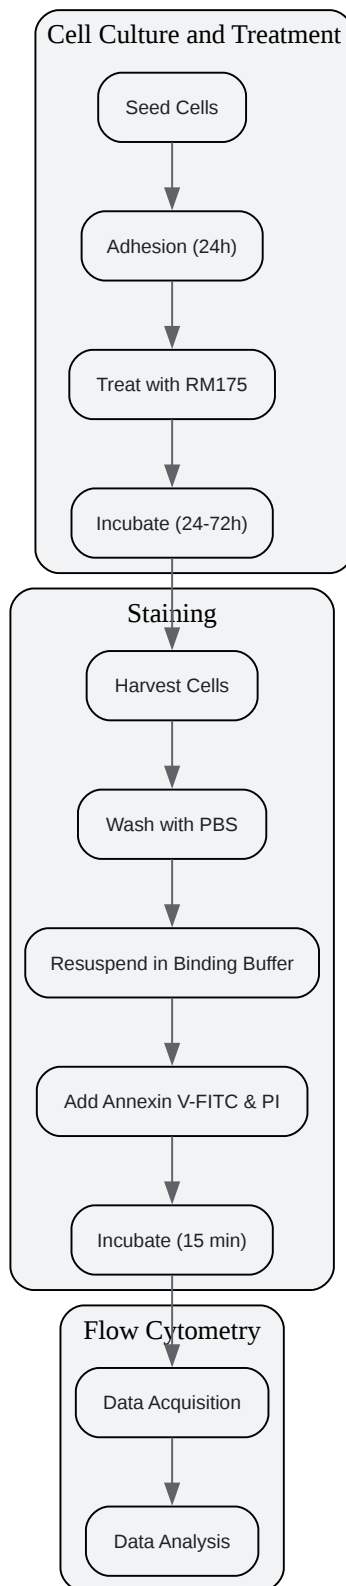 Cell Culture and Treatment
Seed Cells
Adhesion (24h)
Treat with RM175
Incubate (24-72h)
Staining
Harvest Cells
Wash with PBS
Resuspend in Binding Buffer
Add Annexin V-FITC & PI
Incubate (15 min)
Flow Cytometry
Data Acquisition
Data Analysis